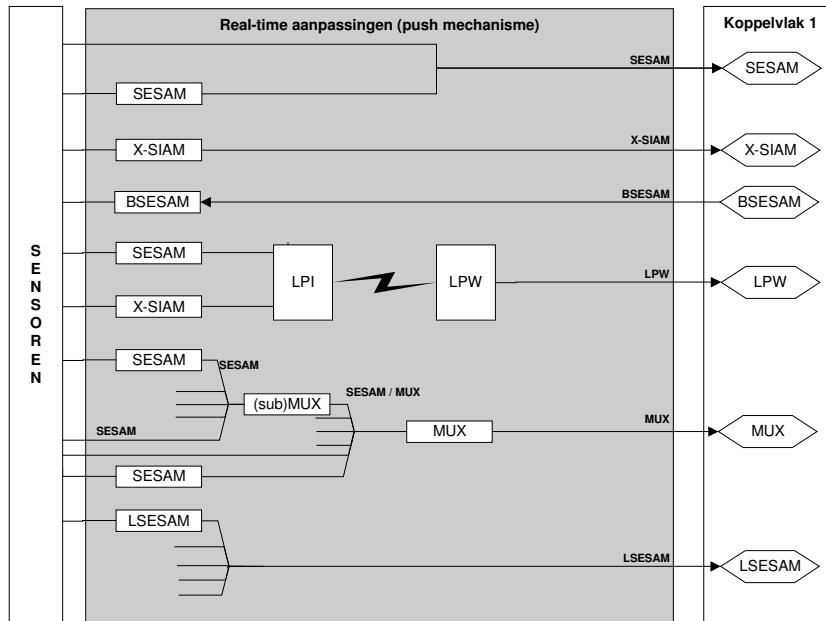 Real-time aanpassingen (push mechanisme)
Koppelvlak 1
SENSOREN
SESAM
SESAM
SESAM
X-SIAM
X-SIAM
X-SIAM
BSESAM
BSESAM
BSESAM
SESAM
LPI
LPW
LPW
LPW
X-SIAM
SESAM
SESAM
(sub)MUX
SESAM / MUX
SESAM
MUX
MUX
MUX
SESAM
LSESAM
LSESAM
LSESAM